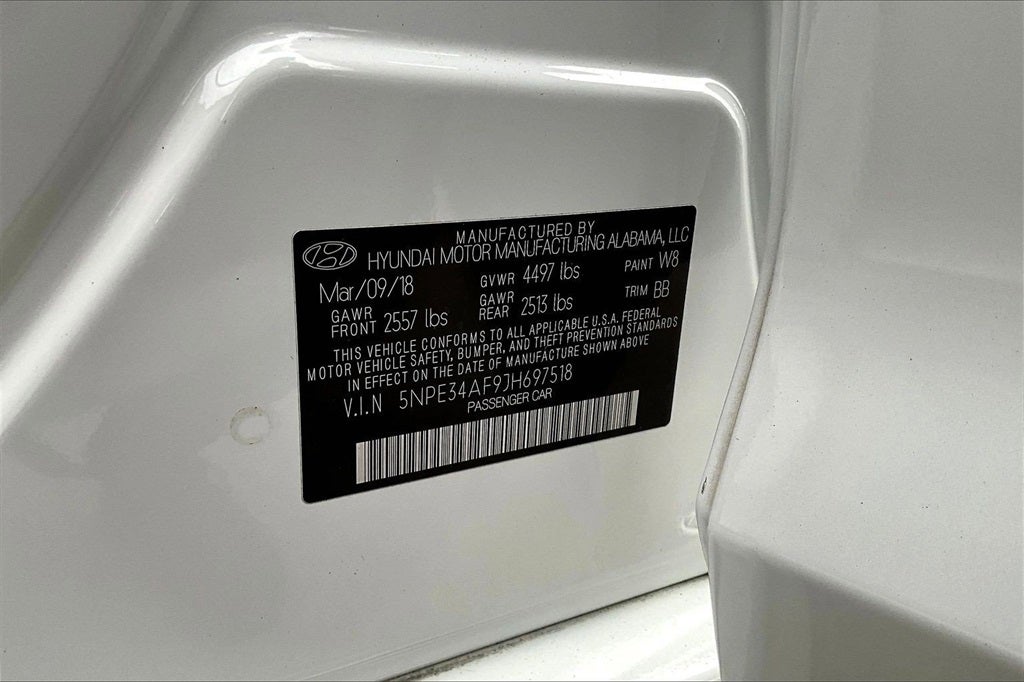 MANUFACTURED BY
HYUNDAI MOTOR MANUFACTURING ALABAMA, LLC
Mar/09/18 GVWR 4497 lbs PAINT W8
GAWR FRONT 2557 lbs GAWR REAR 2513 lbs TRIM BB
THIS VEHICLE CONFORMS TO ALL APPLICABLE U.S.A. FEDERAL
MOTOR VEHICLE SAFETY, BUMPER, AND THEFT PREVENTION STANDARDS
IN EFFECT ON THE DATE OF MANUFACTURE SHOWN ABOVE
V.I.N 5NPE34AF9JH697518
PASSENGER CAR